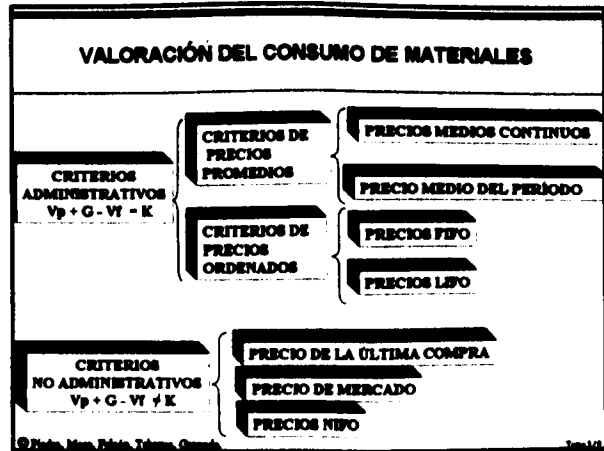 VALORACIÓN DEL CONSUMO DE MATERIALES
CRITERIOS
ADMINISTRATIVOS
Vp + G - Vf = K
CRITERIOS DE
PRECIOS
PROMEDIOS
PRECIOS MEDIOS CONTINUOS
PRECIO MEDIO DEL PERÍODO
CRITERIOS DE
PRECIOS
ORDENADOS
PRECIOS FIFO
PRECIOS LIFO
CRITERIOS
NO ADMINISTRATIVOS
Vp + G - Vf ≠ K
PRECIO DE LA ÚLTIMA COMPRA
PRECIO DE MERCADO
PRECIOS NIFO
©